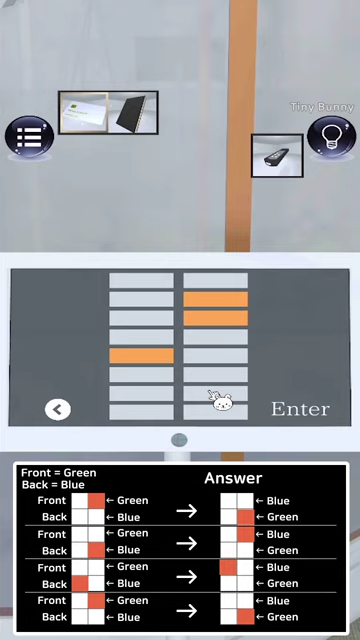 Tiny Bunny
Enter
Front = Green
Back = Blue
Answer
Front ← Green → ← Blue
Back ← Blue ← Green
Front ← Green → ← Blue
Back ← Blue ← Green
Front ← Green → ← Blue
Back ← Blue ← Green
Front ← Green → ← Blue
Back ← Blue ← Green